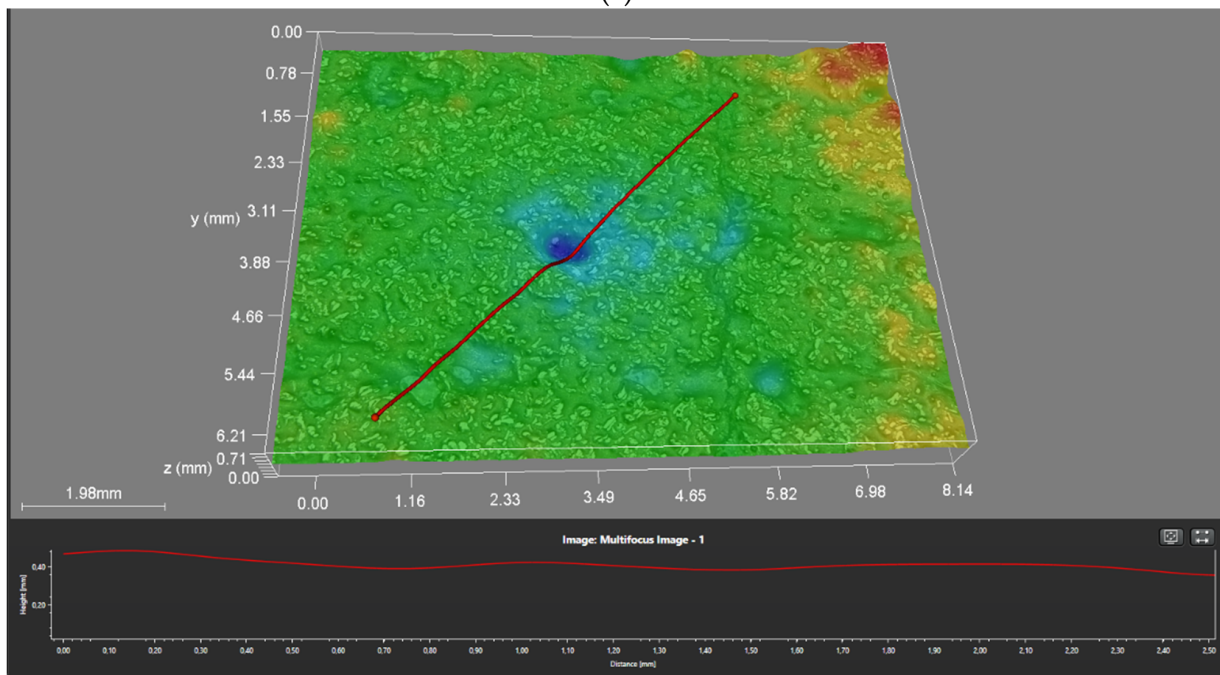 0.00
0.78
1.55
2.33
3.11
y (mm)
3.88
4.66
5.44
6.21
z (mm) 0.71
0.00
0.00 1.16 2.33 3.49 4.65 5.82 6.98 8.14
1.98mm
Image: Multifocus Image - 1
Height [mm]
0,40
0,20
0,00 0,10 0,20 0,30 0,40 0,50 0,60 0,70 0,80 0,90 1,00 1,10 1,20 1,30 1,40 1,50 1,60 1,70 1,80 1,90 2,00 2,10 2,20 2,30 2,40 2,50
Distance [mm]